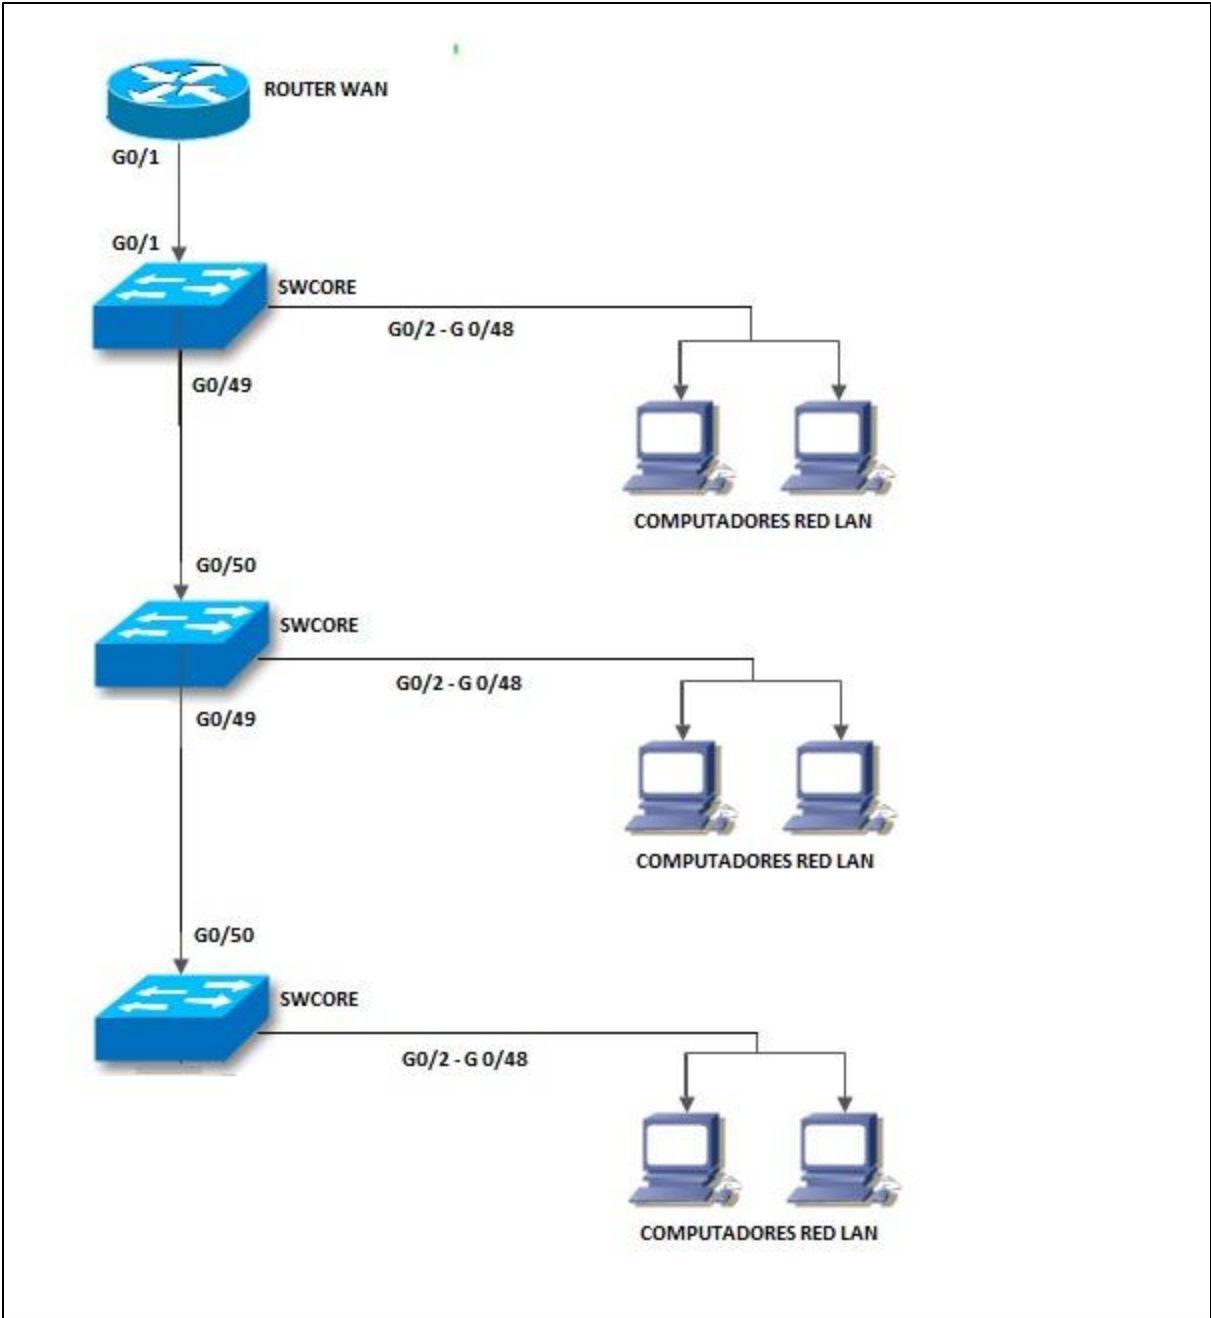 ROUTER WAN
G0/1
G0/1
SWCORE
G0/2 - G 0/48
G0/49
COMPUTADORES RED LAN
G0/50
SWCORE
G0/2 - G 0/48
G0/49
COMPUTADORES RED LAN
G0/50
SWCORE
G0/2 - G 0/48
COMPUTADORES RED LAN